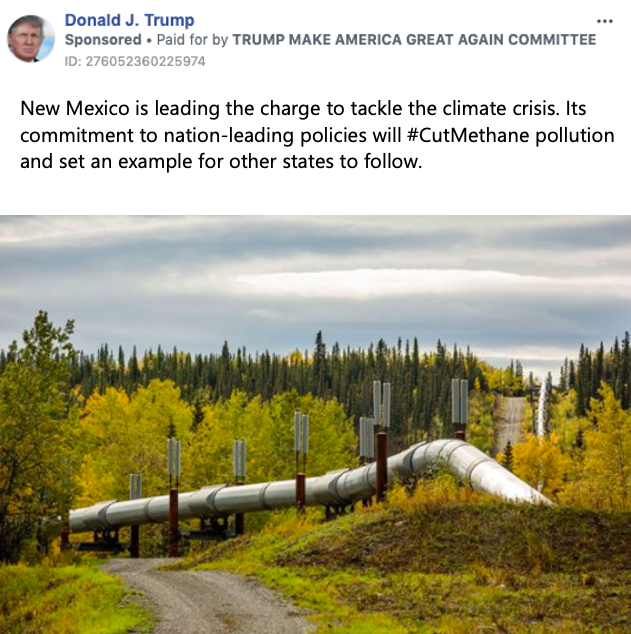 Donald J. Trump
Sponsored • Paid for by TRUMP MAKE AMERICA GREAT AGAIN COMMITTEE
ID: 276052360225974
New Mexico is leading the charge to tackle the climate crisis. Its
commitment to nation-leading policies will #CutMethane pollution
and set an example for other states to follow.